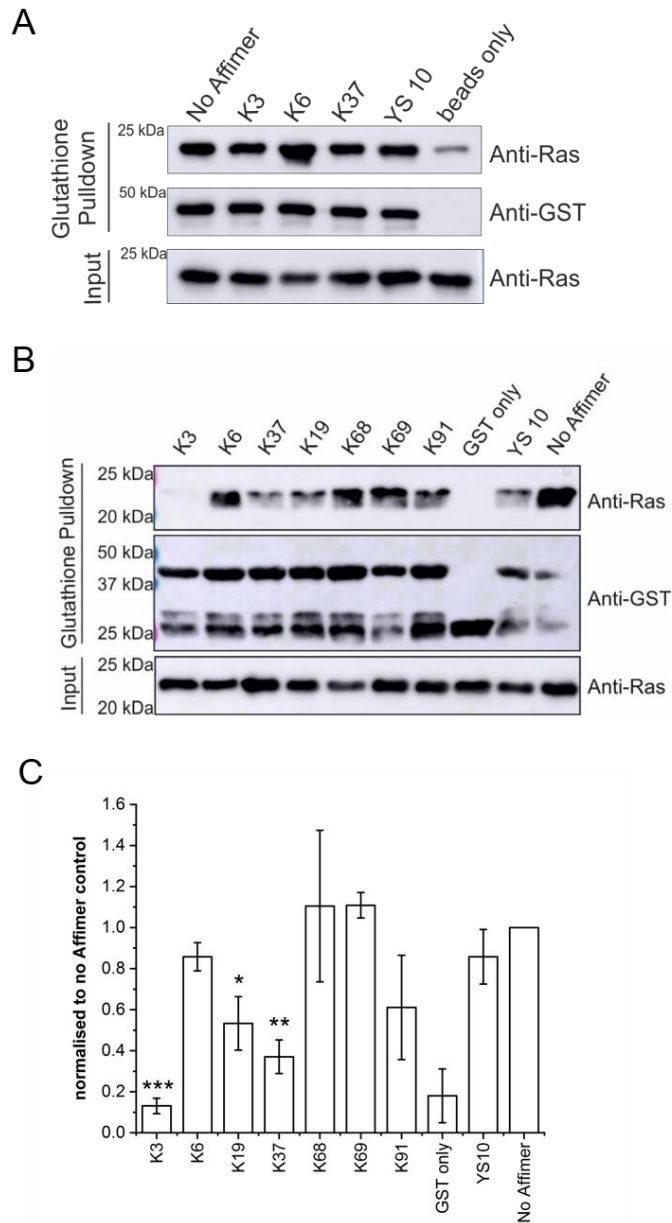 A
No Affimer
K3
K6
K37
YS 10
beads only
Glutathione
Pulldown
25 kDa
Anti-Ras
50 kDa
Anti-GST
Input
25 kDa
Anti-Ras
B
K3
K6
K37
K19
K68
K69
K91
GST only
YS 10
No Affimer
Glutathione Pulldown
25 kDa
20 kDa
Anti-Ras
50 kDa
37 kDa
25 kDa
Anti-GST
Input
25 kDa
20 kDa
Anti-Ras
C
normalised to no Affimer control
1.6
1.4
1.2
1.0
0.8
0.6
0.4
0.2
0.0
***
*
**
K3
K6
K19
K37
K68
K69
K91
GST only
YS10
No Affimer